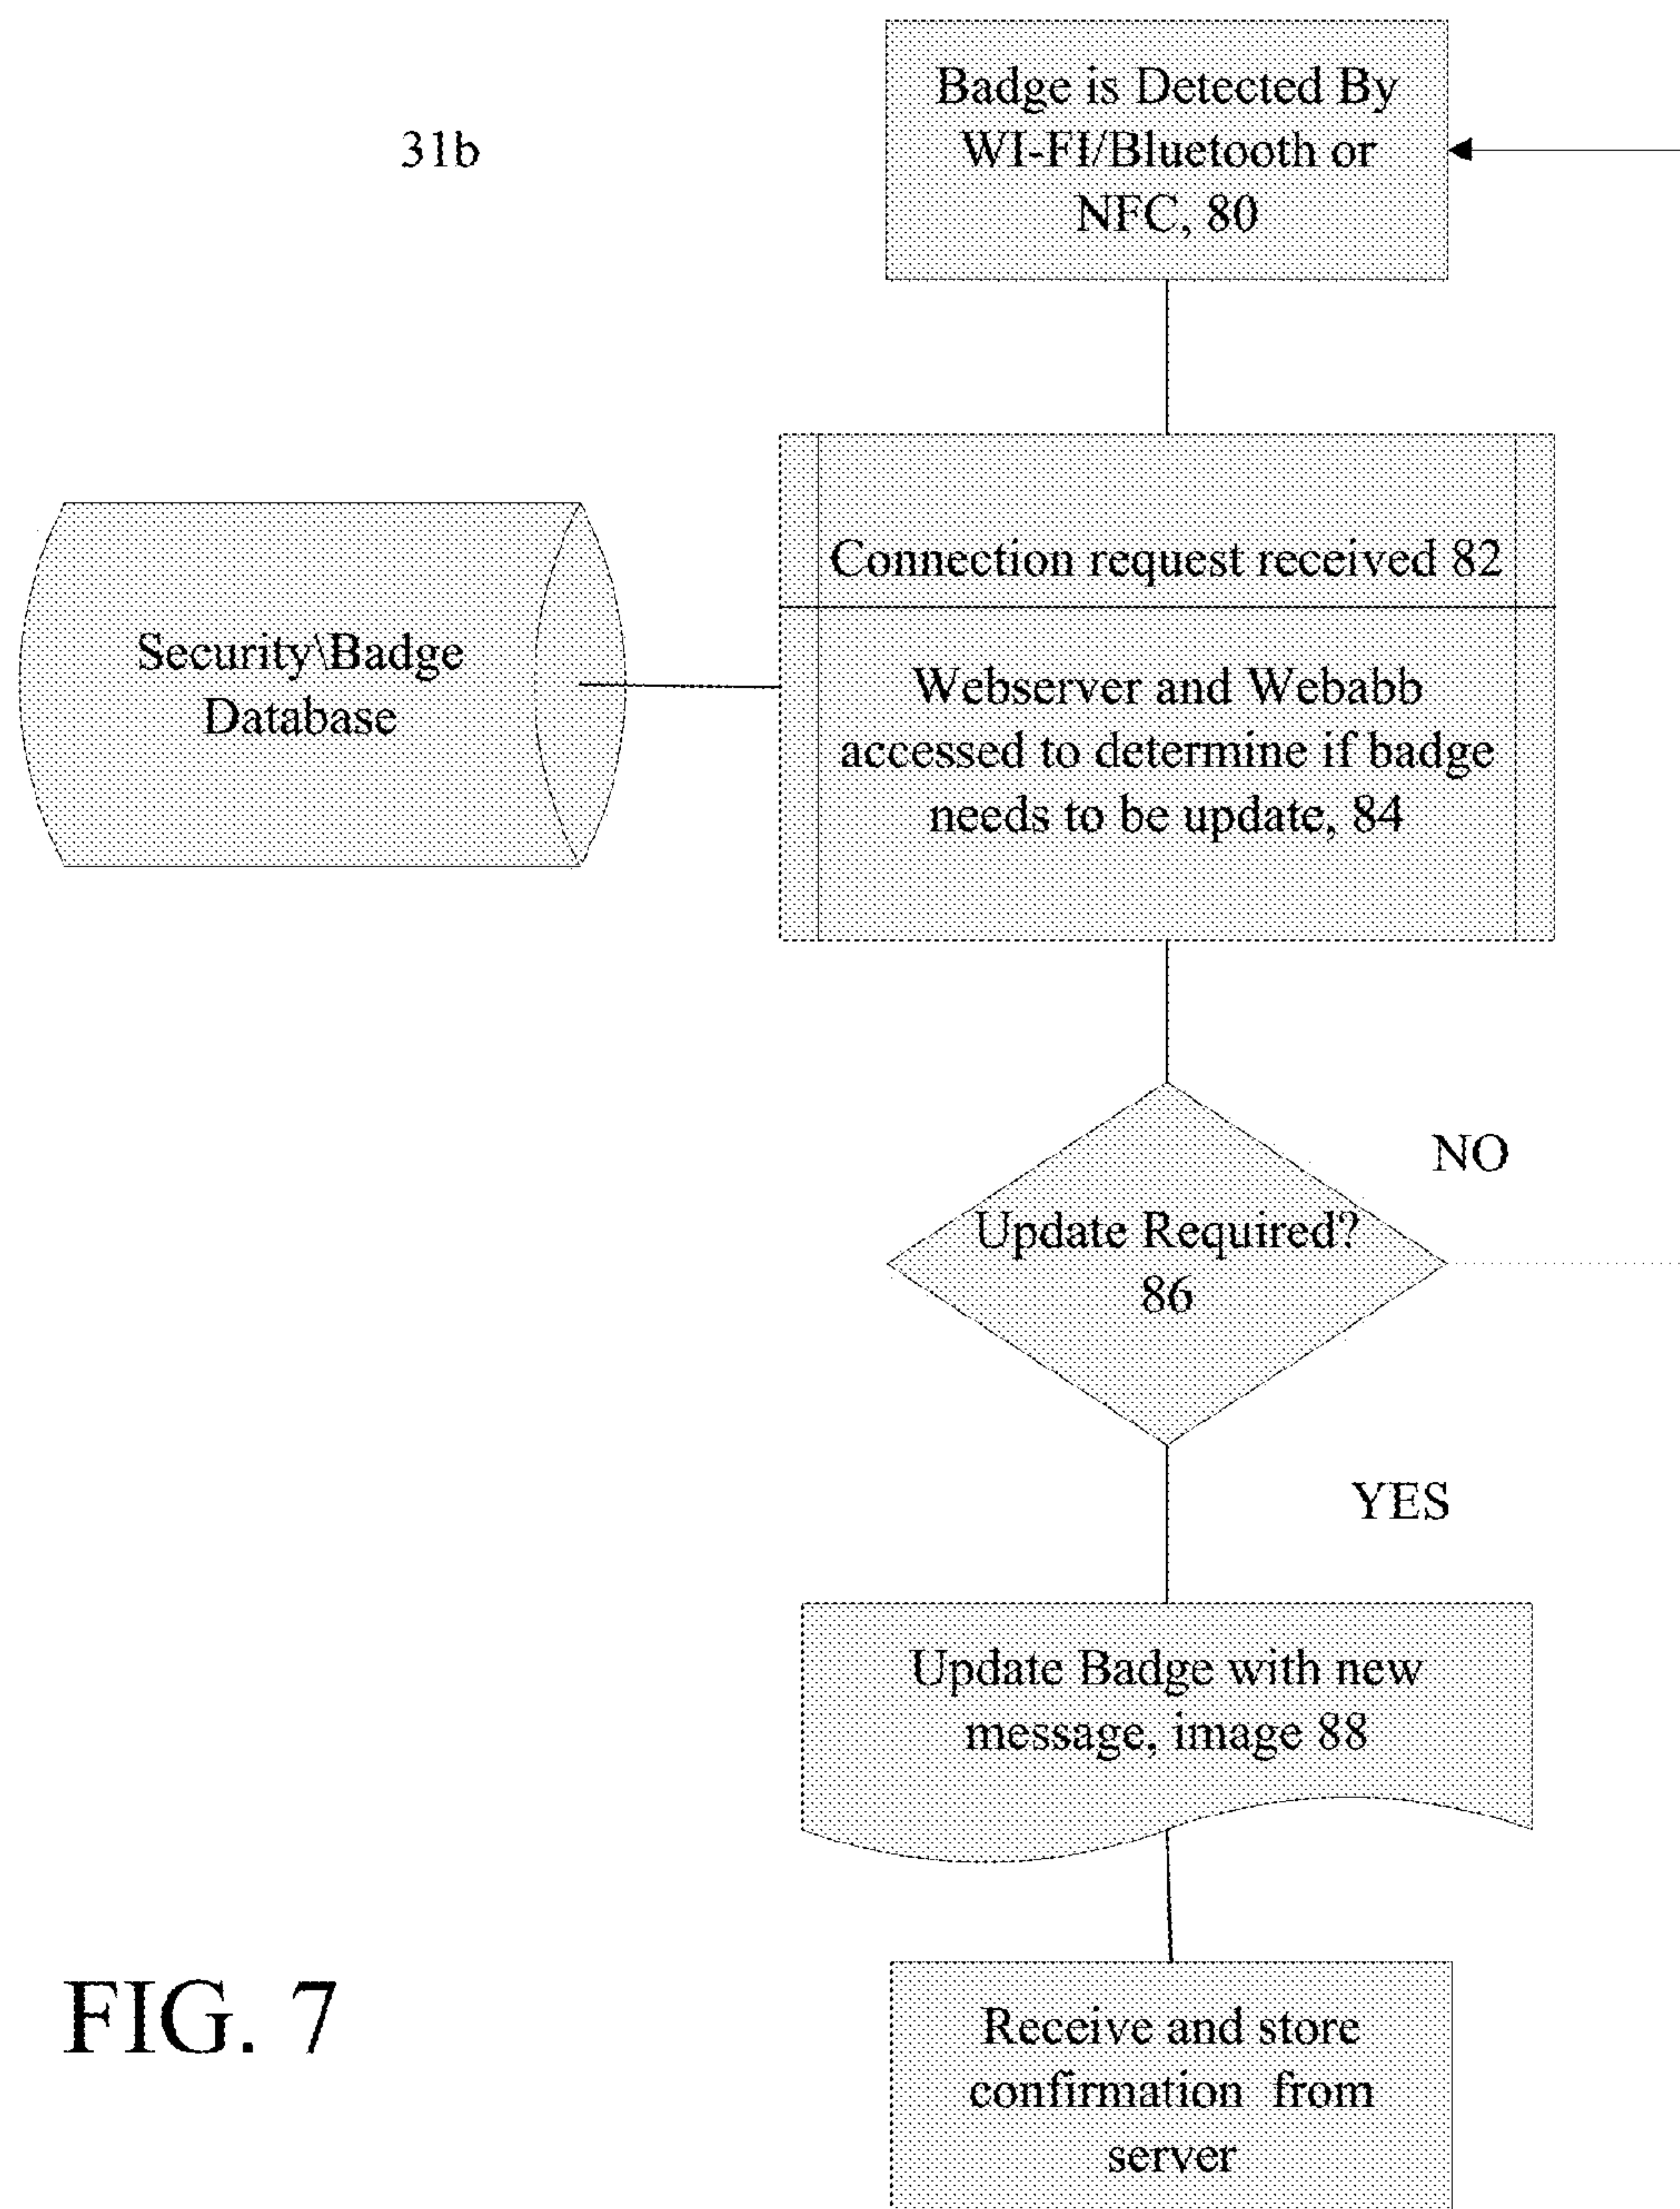 31b
Badge is Detected By
WI-FI/Bluetooth or
NFC, 80
Connection request received 82
Security\Badge
Database
Webserver and Webabb
accessed to determine if badge
needs to be update, 84
NO
Update Required?
86
YES
Update Badge with new
message, image 88
Receive and store
confirmation from
server
FIG. 7